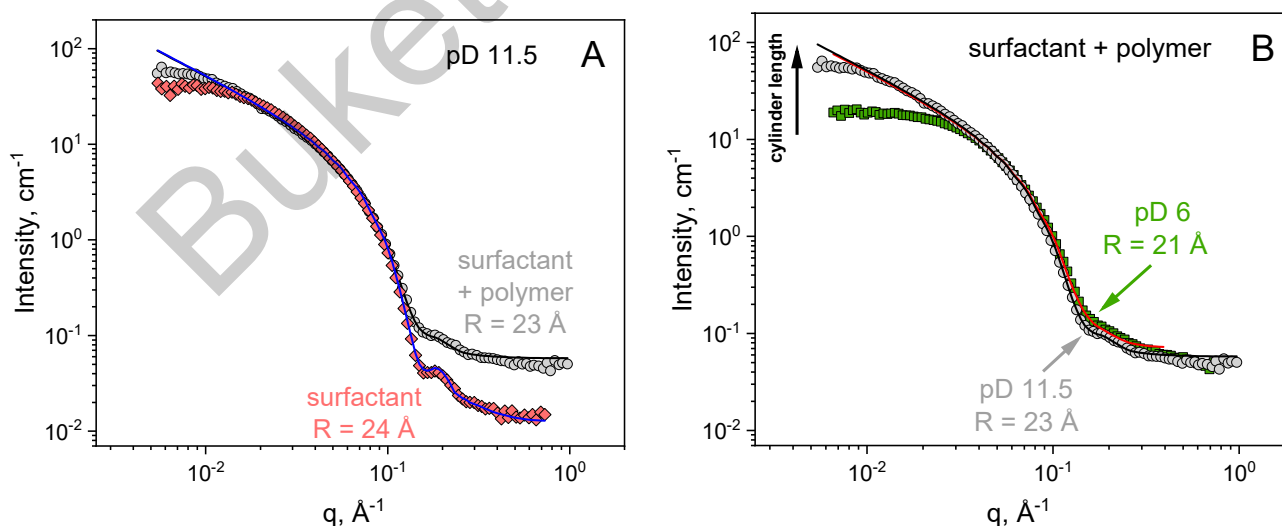 Buket
pD 11.5
A
10²
10¹
10⁰
10⁻¹
10⁻²
Intensity, cm⁻¹
surfactant
+ polymer
R = 23 Å
surfactant
R = 24 Å
10⁻²
10⁻¹
10⁰
q, Å⁻¹
surfactant + polymer
B
10²
10¹
10⁰
10⁻¹
10⁻²
Intensity, cm⁻¹
cylinder length
pD 6
R = 21 Å
pD 11.5
R = 23 Å
10⁻²
10⁻¹
10⁰
q, Å⁻¹